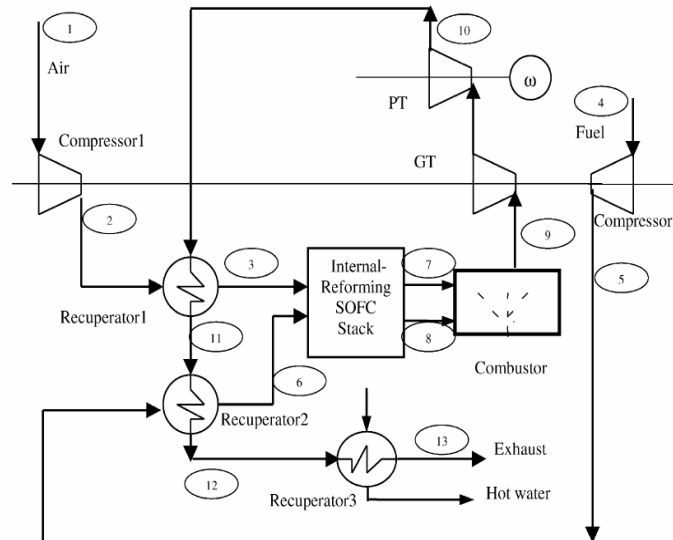 1
10
Air
ω
PT
4
Fuel
Compressor1
GT
2
Compressor
9
3
7
5
Internal-
Reforming
SOFC
Stack
Recuperator1
11
8
Combustor
6
Recuperator2
13
Exhaust
12
Recuperator3
Hot water